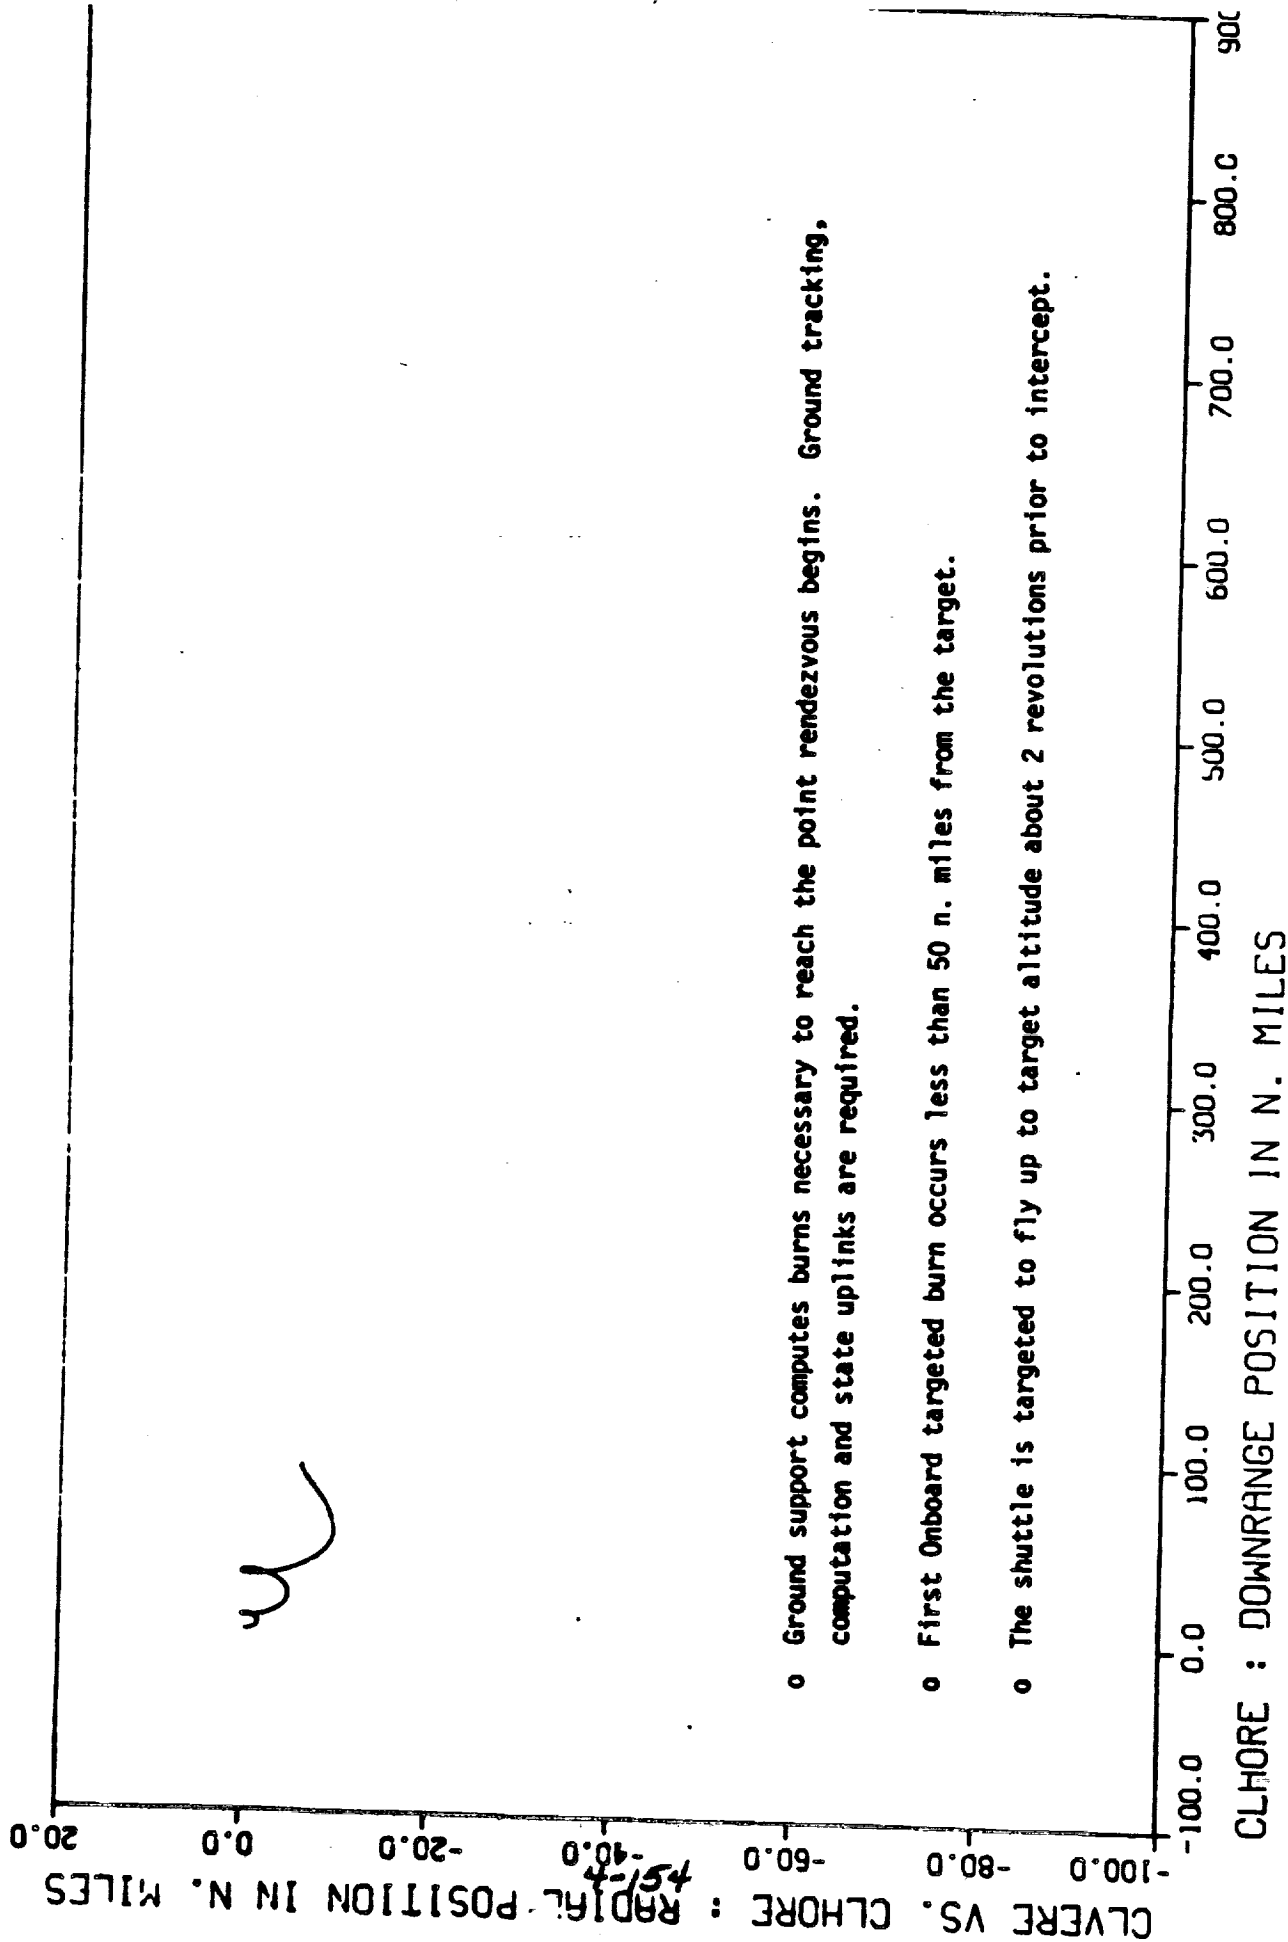 CLVERE VS. CLHORE : RADIAL POSITION IN N. MILES
4-154
20.0
0.0
-20.0
-40.0
-60.0
-80.0
-100.0
o Ground support computes burns necessary to reach the point rendezvous begins. Ground tracking,
computation and state uplinks are required.
o First Onboard targeted burn occurs less than 50 n. miles from the target.
o The shuttle is targeted to fly up to target altitude about 2 revolutions prior to intercept.
-100.0 0.0 100.0 200.0 300.0 400.0 500.0 600.0 700.0 800.0 900
CLHORE : DOWNRANGE POSITION IN N. MILES